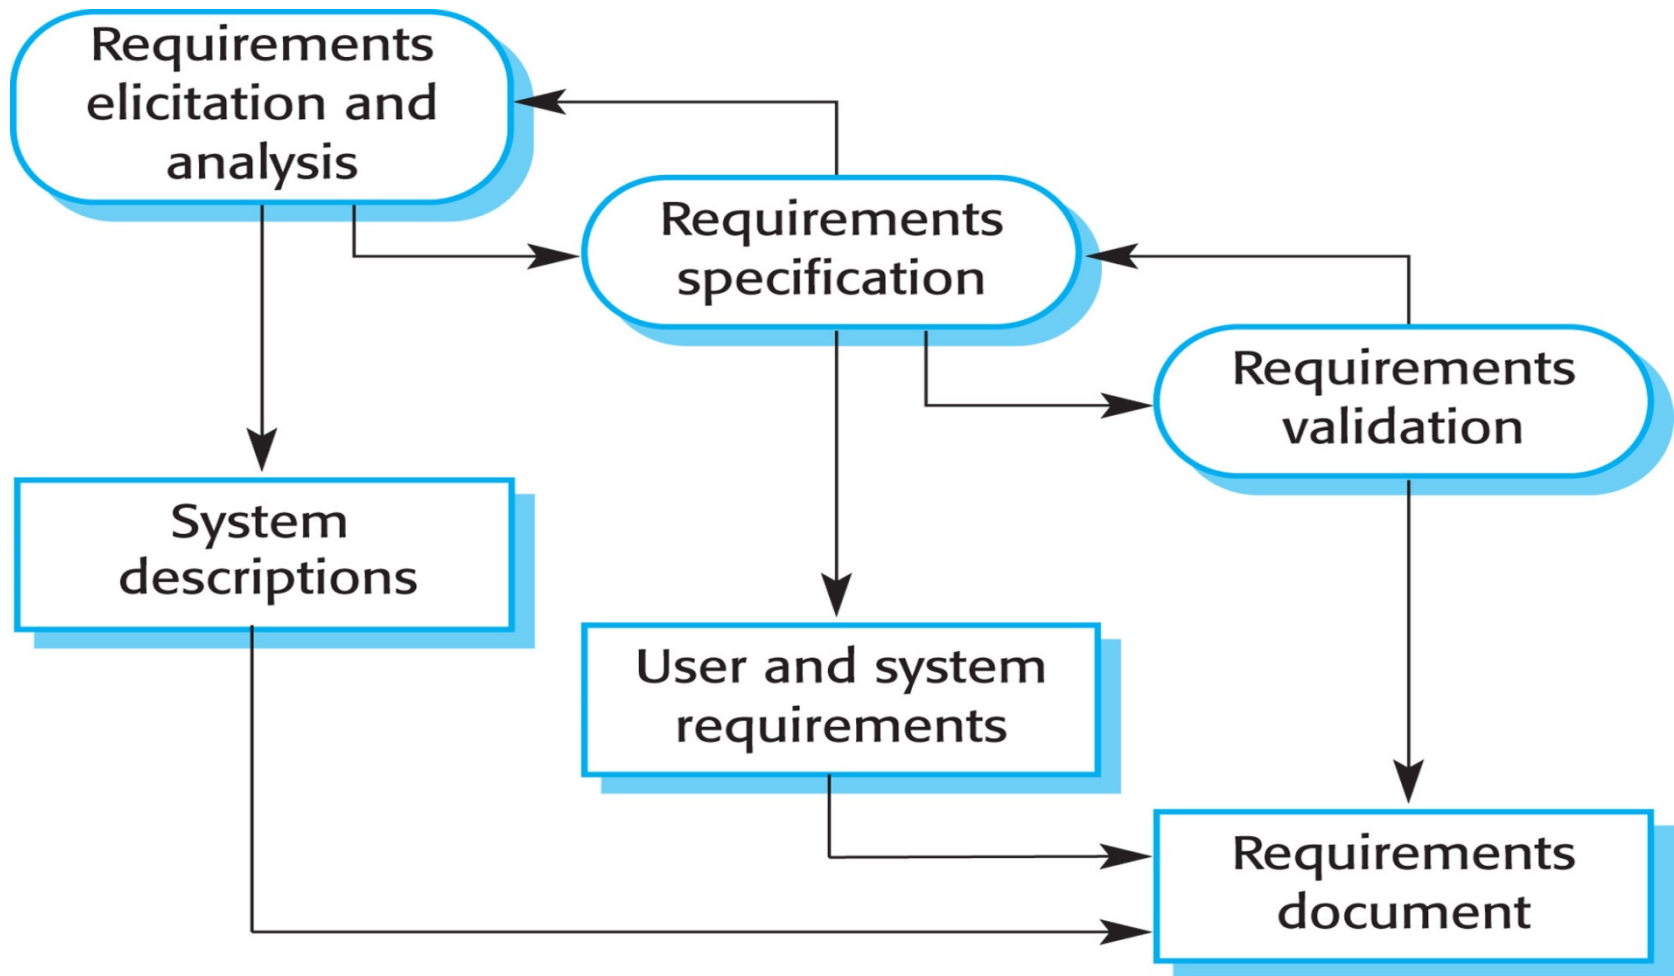 Requirements
elicitation and
analysis
Requirements
specification
Requirements
validation
System
descriptions
User and system
requirements
Requirements
document